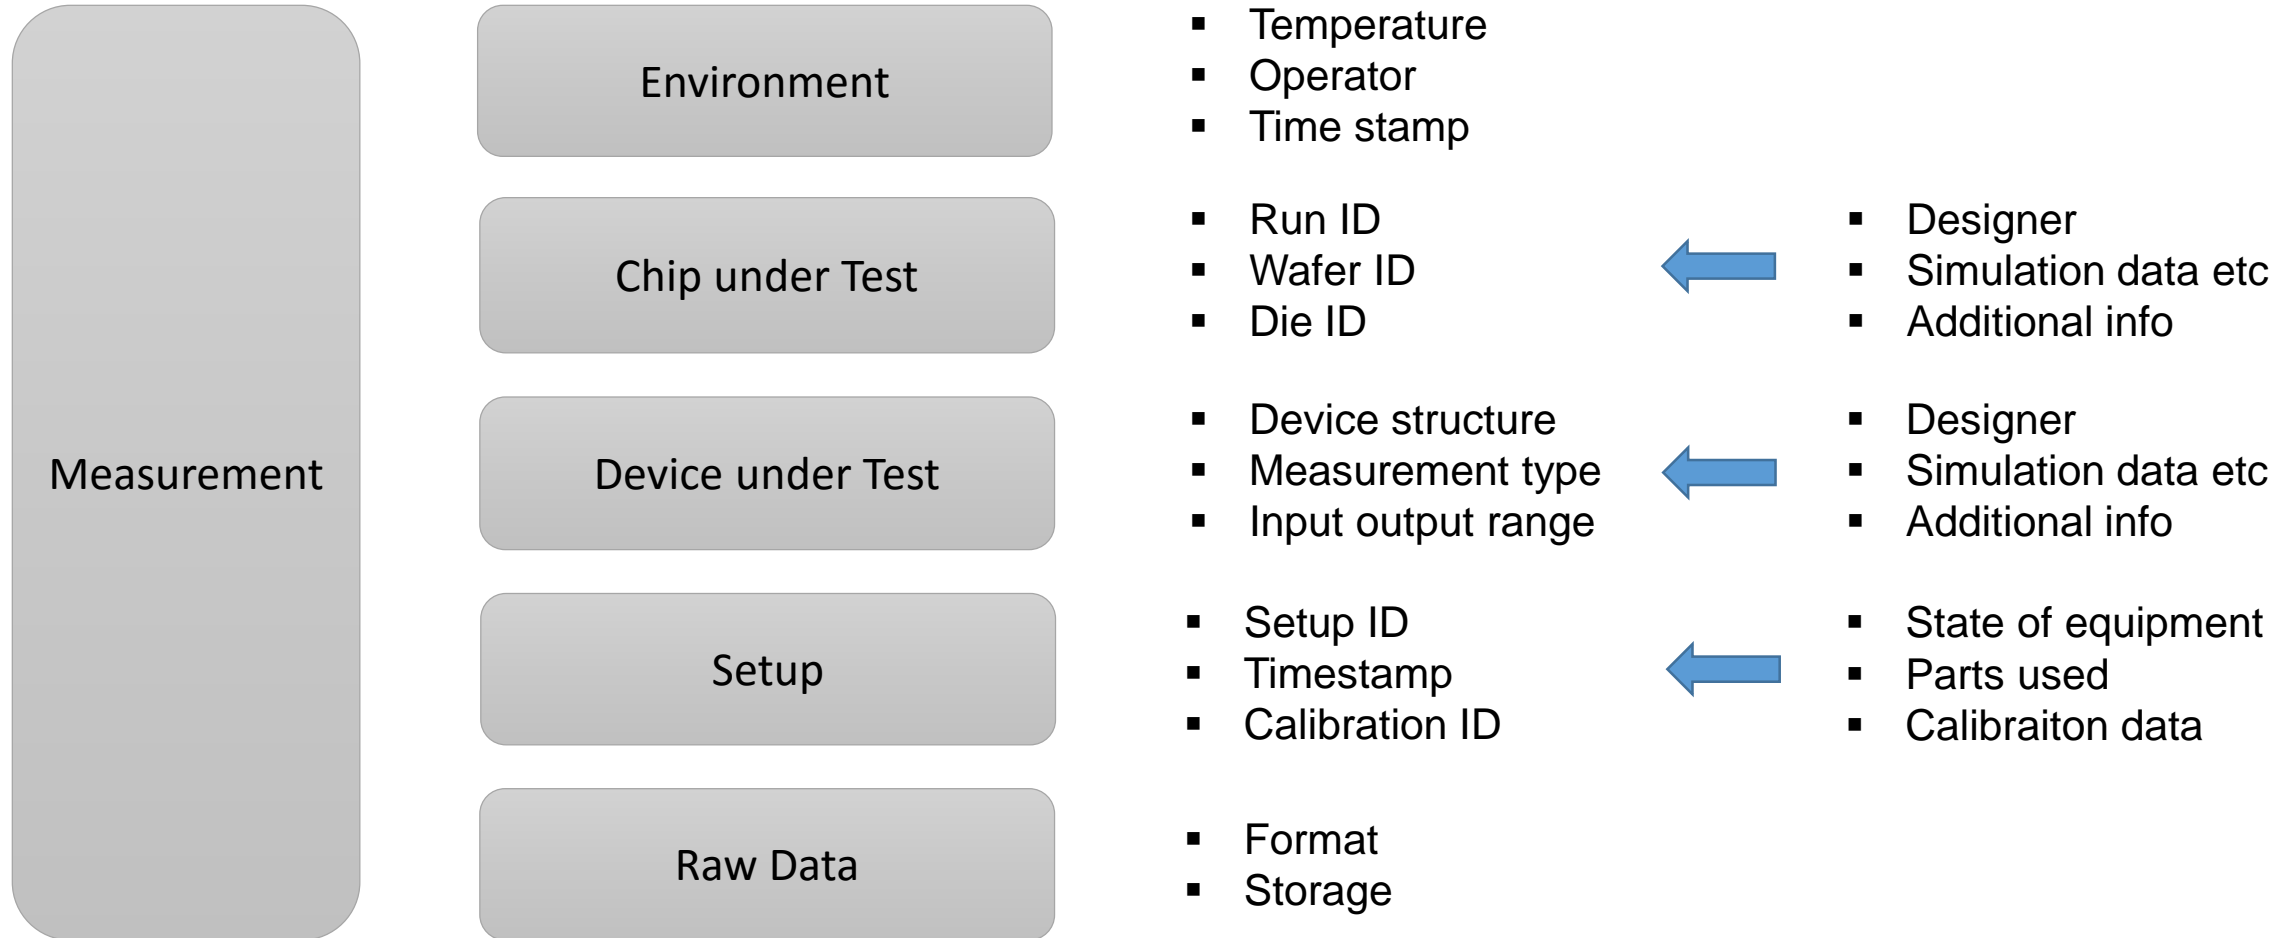 Measurement
Environment
▪ Temperature
▪ Operator
▪ Time stamp
Chip under Test
▪ Run ID
▪ Wafer ID
▪ Die ID
▪ Designer
▪ Simulation data etc
▪ Additional info
Device under Test
▪ Device structure
▪ Measurement type
▪ Input output range
▪ Designer
▪ Simulation data etc
▪ Additional info
Setup
▪ Setup ID
▪ Timestamp
▪ Calibration ID
▪ State of equipment
▪ Parts used
▪ Calibraiton data
Raw Data
▪ Format
▪ Storage